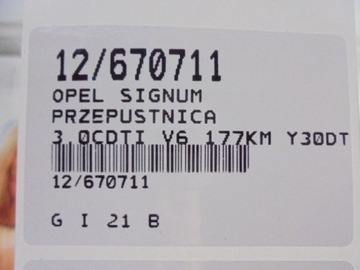 12/670711
OPEL SIGNUM
PRZEPUSTNICA
3.0CDTI V6 177KM Y30DT
12/670711
G I 21 B